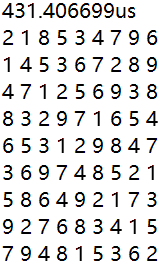 431.406699us
2 1 8 5 3 4 7 9 6
1 4 5 3 6 7 2 8 9
4 7 1 2 5 6 9 3 8
8 3 2 9 7 1 6 5 4
6 5 3 1 2 9 8 4 7
3 6 9 7 4 8 5 2 1
5 8 6 4 9 2 1 7 3
9 2 7 6 8 3 4 1 5
7 9 4 8 1 5 3 6 2